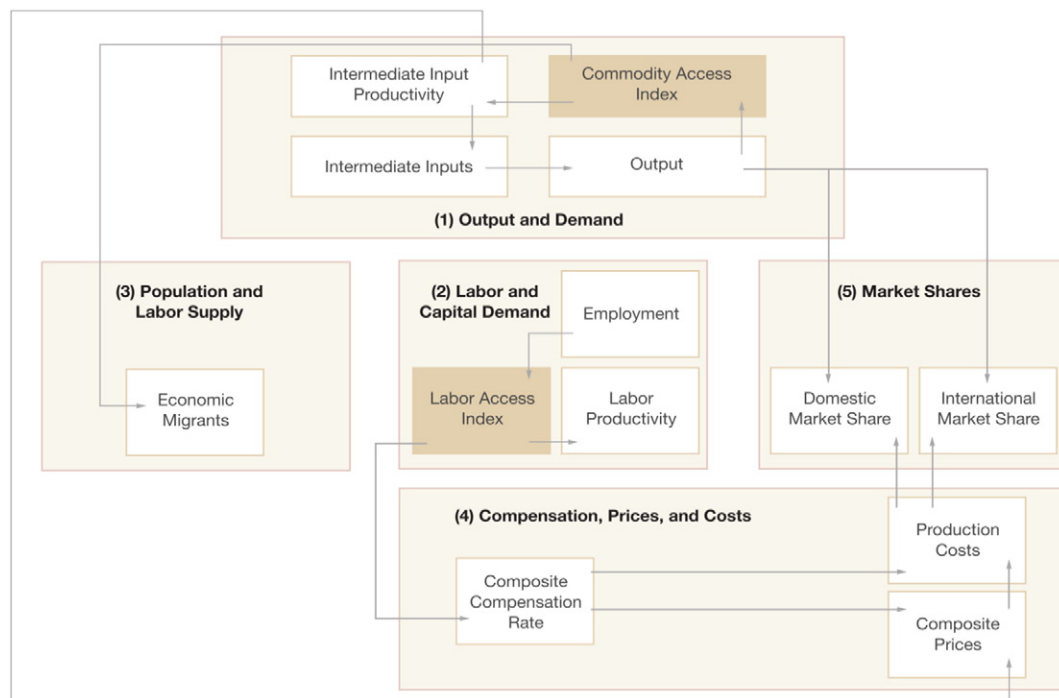 Intermediate Input
Productivity
Commodity Access
Index
Intermediate Inputs
Output
(1) Output and Demand
(3) Population and
Labor Supply
Economic
Migrants
(2) Labor and
Capital Demand
Employment
Labor Access
Index
Labor
Productivity
(5) Market Shares
Domestic
Market Share
International
Market Share
(4) Compensation, Prices, and Costs
Composite
Compensation
Rate
Production
Costs
Composite
Prices